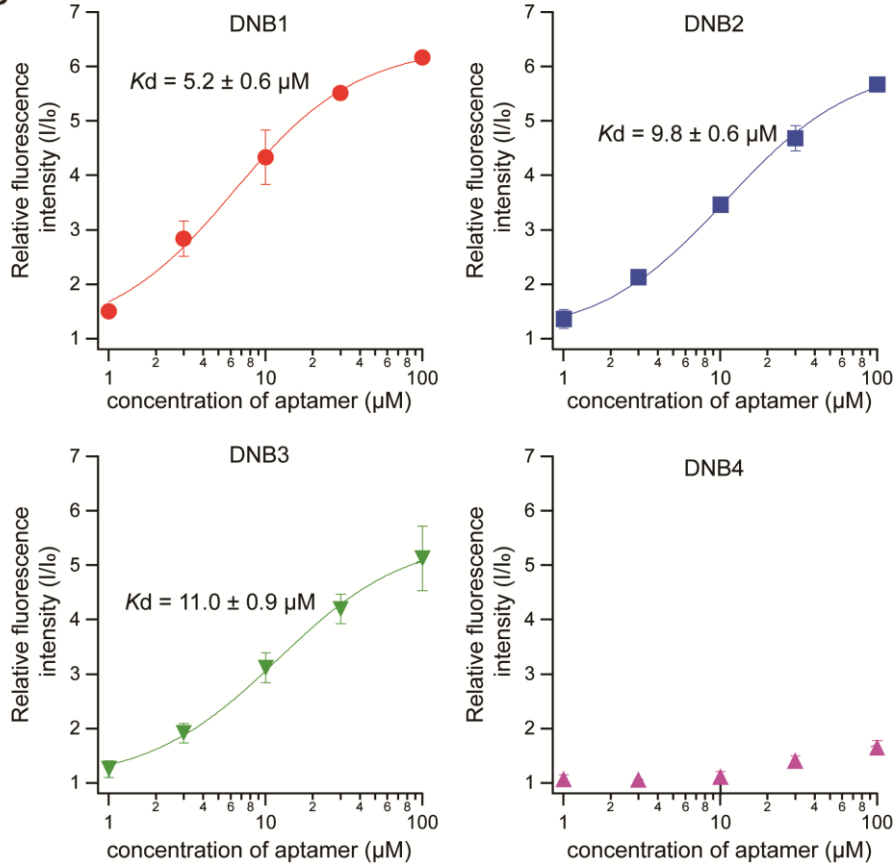 DNB1
Kd = 5.2 ± 0.6 µM
Relative fluorescence
intensity (I/I₀)
7
6
5
4
3
2
1
1 2 4 6 8 10 2 4 6 8 100
concentration of aptamer (µM)
DNB2
Kd = 9.8 ± 0.6 µM
Relative fluorescence
intensity (I/I₀)
7
6
5
4
3
2
1
1 2 4 6 8 10 2 4 6 8 100
concentration of aptamer (µM)
DNB3
Kd = 11.0 ± 0.9 µM
Relative fluorescence
intensity (I/I₀)
7
6
5
4
3
2
1
1 2 4 6 8 10 2 4 6 8 100
concentration of aptamer (µM)
DNB4
Relative fluorescence
intensity (I/I₀)
7
6
5
4
3
2
1
1 2 4 6 8 10 2 4 6 8 100
concentration of aptamer (µM)